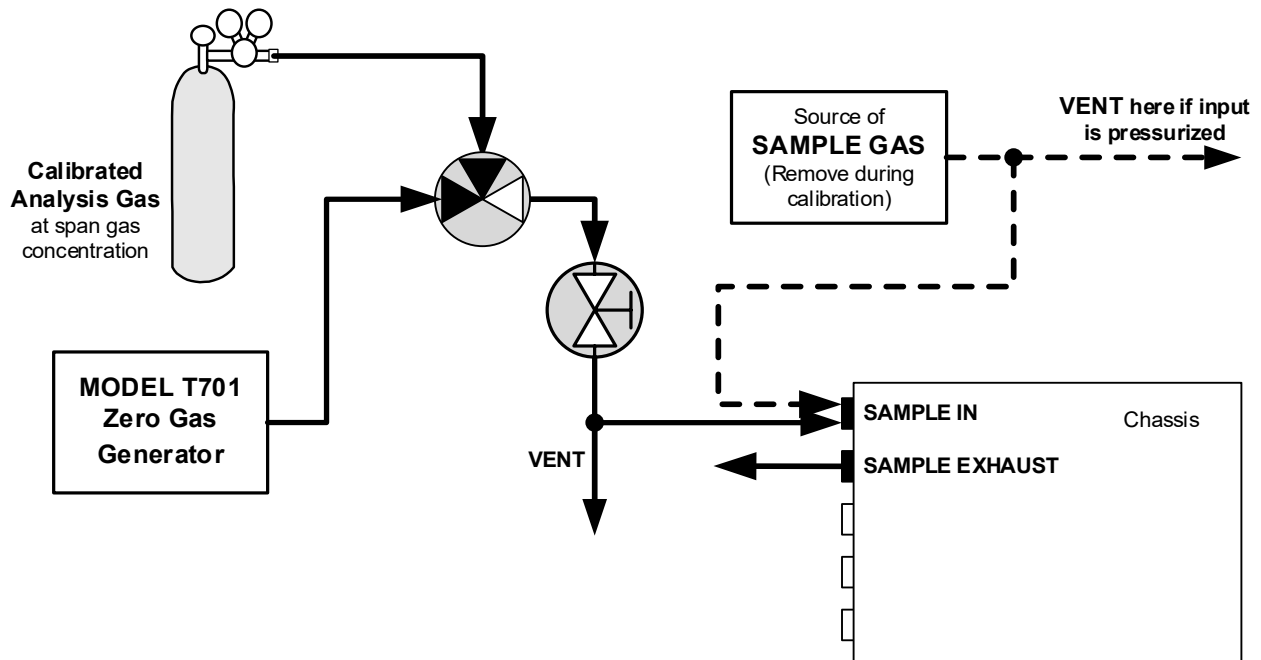 Calibrated
Analysis Gas
at span gas
concentration
MODEL T701
Zero Gas
Generator
VENT
Source of
SAMPLE GAS
(Remove during
calibration)
VENT here if input
is pressurized
SAMPLE IN
Chassis
SAMPLE EXHAUST